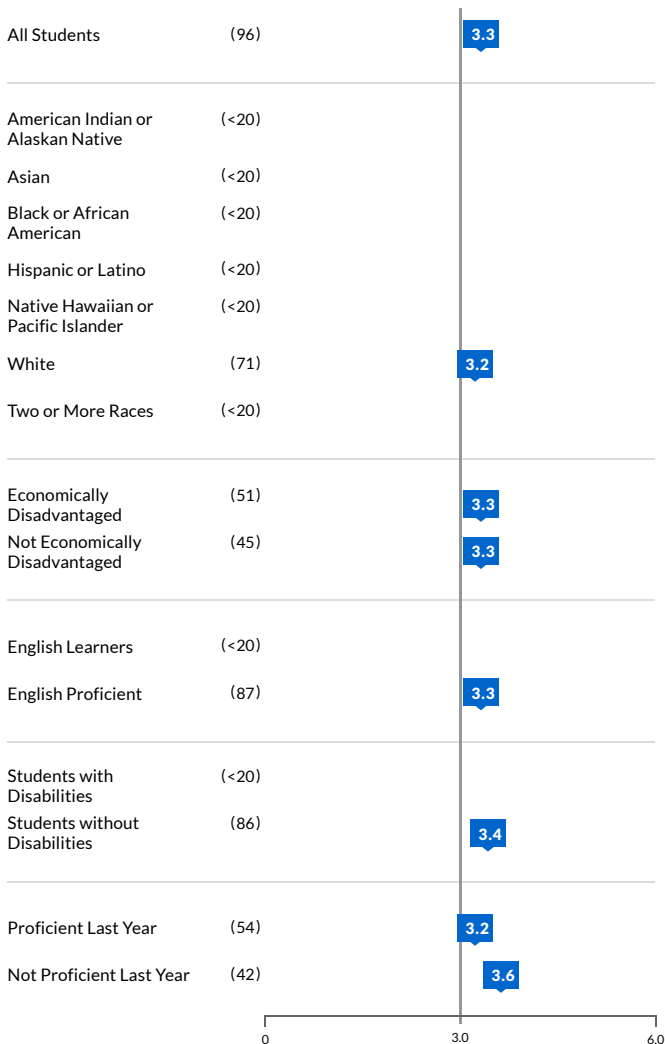 All Students (96) 3.3
American Indian or (<20)
Alaskan Native
Asian (<20)
Black or African (<20)
American
Hispanic or Latino (<20)
Native Hawaiian or (<20)
Pacific Islander
White (71) 3.2
Two or More Races (<20)
Economically (51) 3.3
Disadvantaged
Not Economically (45) 3.3
Disadvantaged
English Learners (<20)
English Proficient (87) 3.3
Students with (<20)
Disabilities
Students without (86) 3.4
Disabilities
Proficient Last Year (54) 3.2
Not Proficient Last Year (42) 3.6
0 3.0 6.0